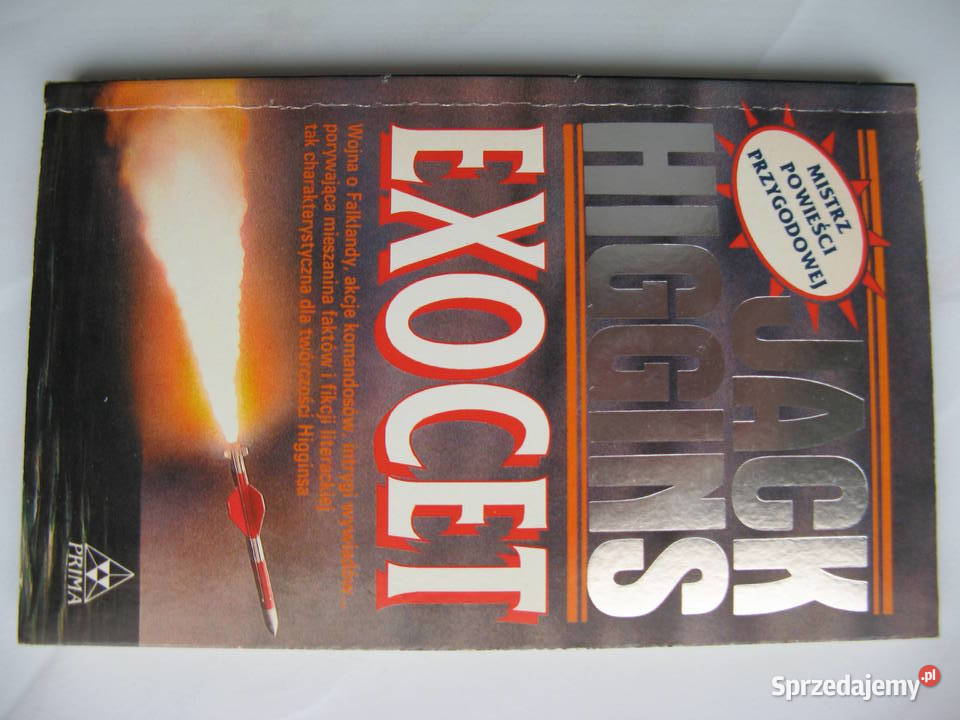 MISTRZ
POWIEŚCI
PRZYGODOWEJ
JACK
HIGGINS
EXOCET
Wojna o Falklandy, akcje komandosów, intrygi wywiadów...
porywająca mieszanina faktów i fikcji literackiej
tak charakterystyczna dla twórczości Higginsa
PRIMA
Sprzedajemy.pl